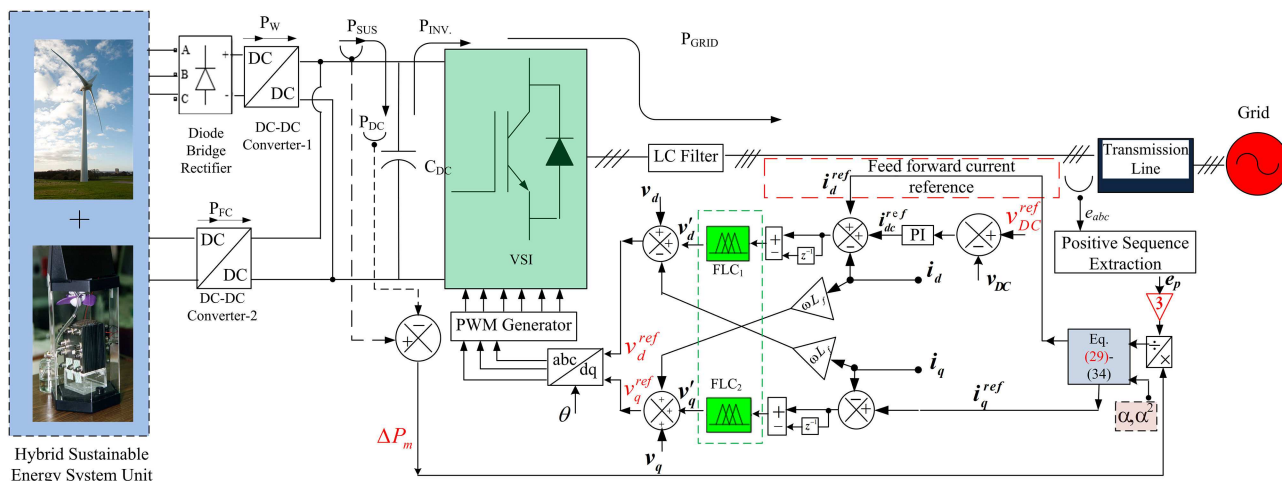 P_W
P_SUS
P_INV.
P_GRID
A
B
C
+
-
DC
DC
Diode
Bridge
Rectifier
DC-DC
Converter-1
P_DC
C_DC
VSI
LC Filter
Transmission
Line
Grid
Feed forward current
reference
i_d^ref
e_abc
Positive Sequence
Extraction
e_p
3
÷
×
Eq.
(29)-
(34)
α,α²
v_d
v'_d
FLC₁
+
−
z⁻¹
i_dc^ref
PI
v_DC^ref
v_DC
i_d
ωL_f
ωL_f
i_q
P_FC
DC
DC
DC-DC
Converter-2
PWM Generator
abc
dq
θ
v_d^ref
v_q^ref
v'_q
v_q
FLC₂
+
−
z⁻¹
i_q^ref
ΔP_m
+
Hybrid Sustainable
Energy System Unit